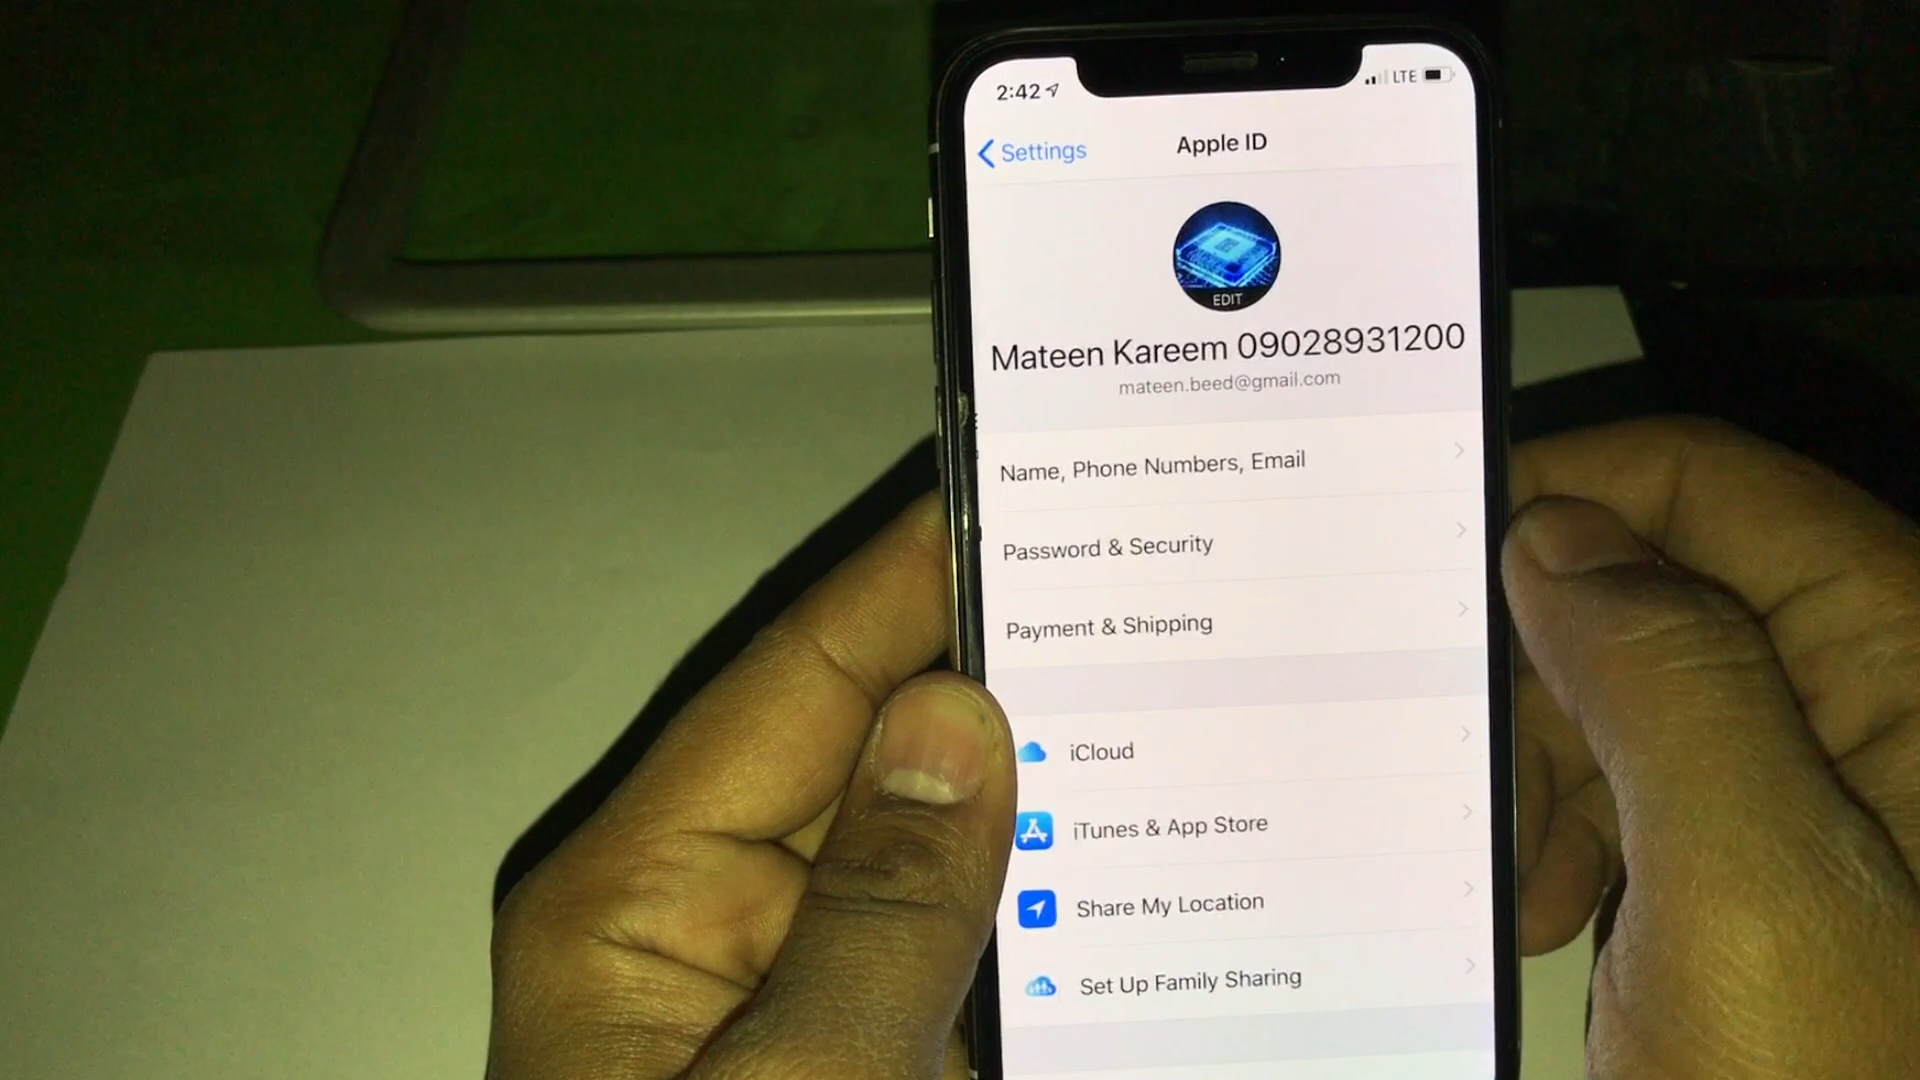 2:42
LTE
Settings
Apple ID
EDIT
Mateen Kareem 09028931200
mateen.beed@gmail.com
Name, Phone Numbers, Email
Password & Security
Payment & Shipping
iCloud
iTunes & App Store
Share My Location
Set Up Family Sharing